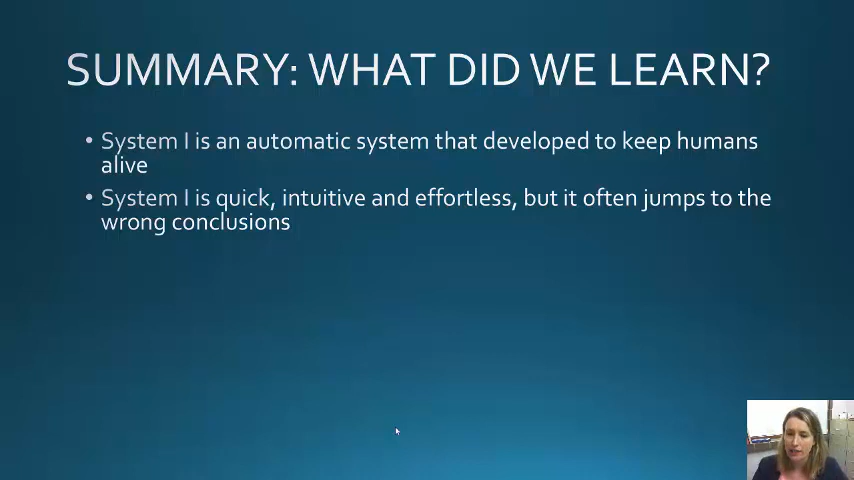 SUMMARY: WHAT DID WE LEARN?
• System I is an automatic system that developed to keep humans
alive
• System I is quick, intuitive and effortless, but it often jumps to the
wrong conclusions